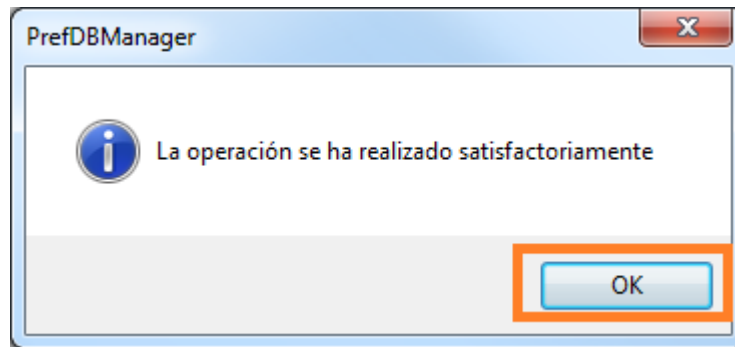 PrefDBManager
La operación se ha realizado satisfactoriamente
OK